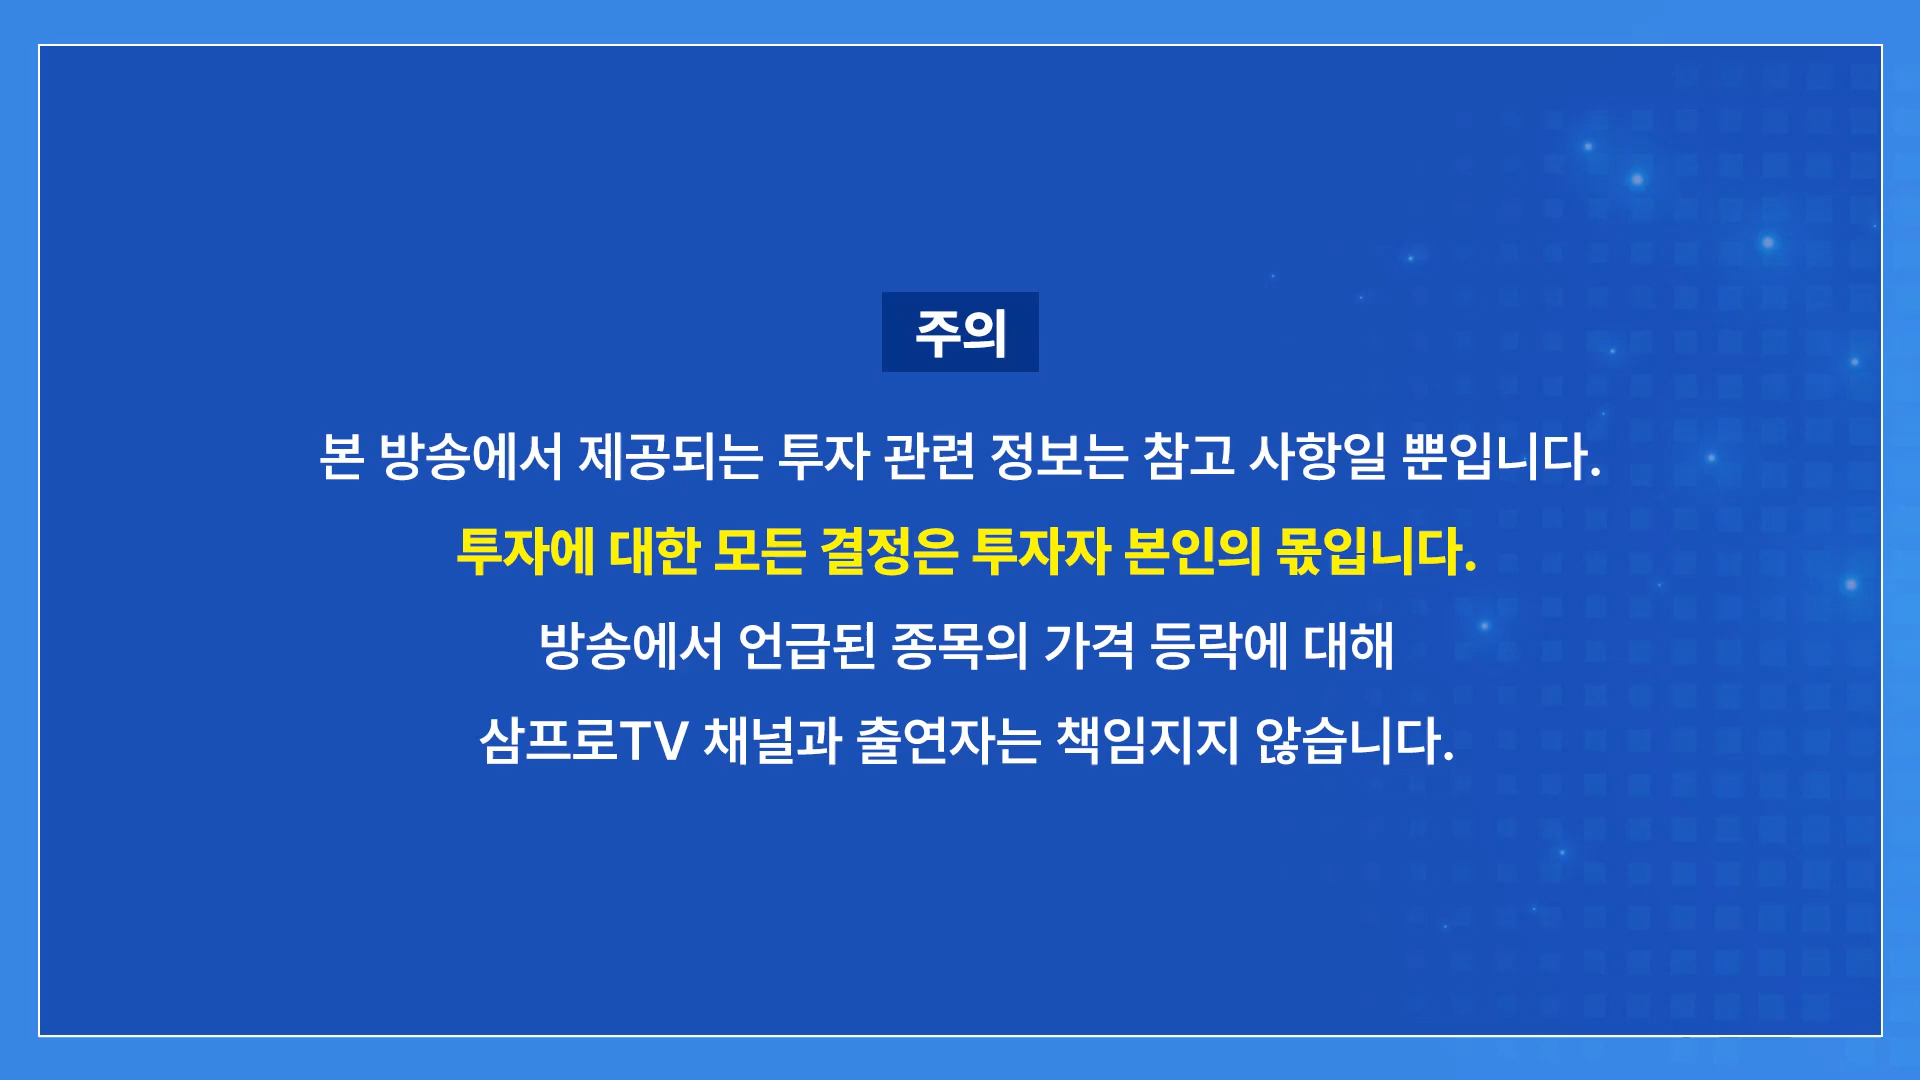 주의
본 방송에서 제공되는 투자 관련 정보는 참고 사항일 뿐입니다.
투자에 대한 모든 결정은 투자자 본인의 몫입니다.
방송에서 언급된 종목의 가격 등락에 대해
삼프로TV 채널과 출연자는 책임지지 않습니다.